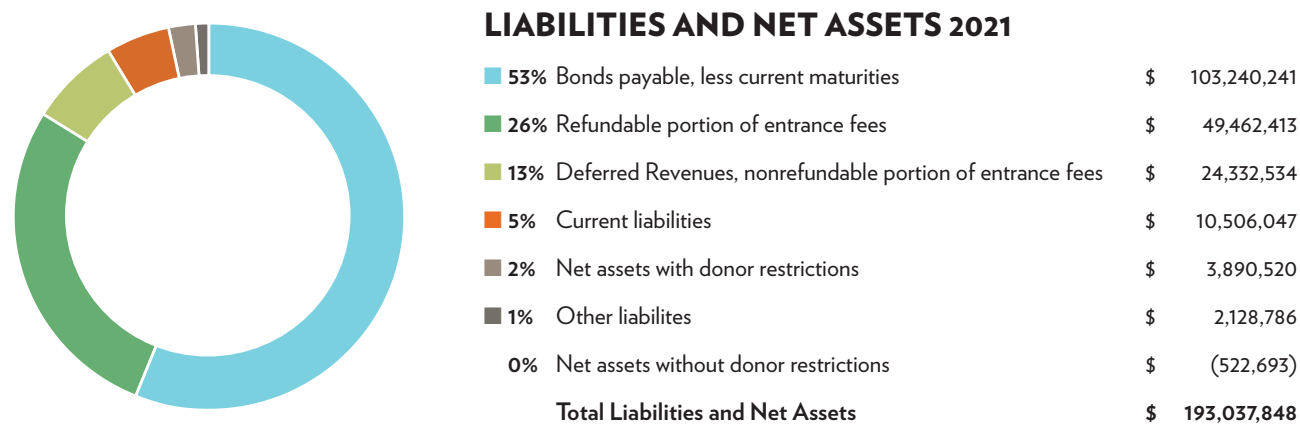 LIABILITIES AND NET ASSETS 2021
53% Bonds payable, less current maturities $ 103,240,241
26% Refundable portion of entrance fees $ 49,462,413
13% Deferred Revenues, nonrefundable portion of entrance fees $ 24,332,534
5% Current liabilities $ 10,506,047
2% Net assets with donor restrictions $ 3,890,520
1% Other liabilites $ 2,128,786
0% Net assets without donor restrictions $ (522,693)
Total Liabilities and Net Assets $ 193,037,848